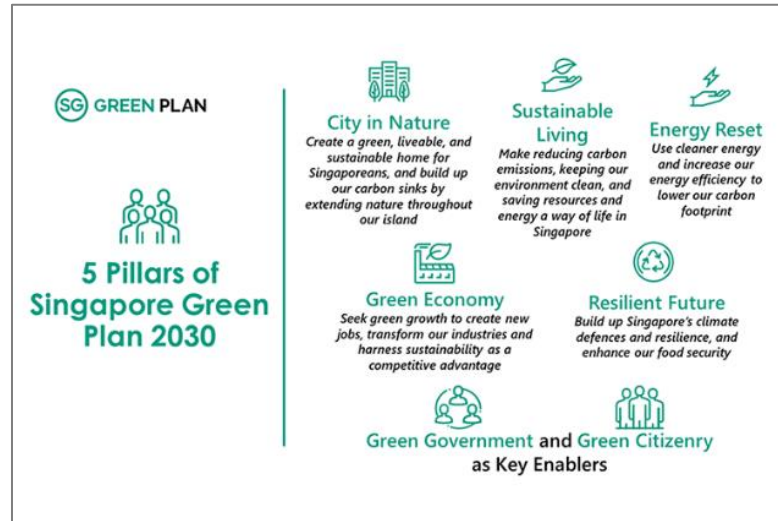 SG GREEN PLAN
5 Pillars of
Singapore Green
Plan 2030
City in Nature
Create a green, liveable, and
sustainable home for
Singaporeans, and build up
our carbon sinks by
extending nature throughout
our island
Sustainable
Living
Make reducing carbon
emissions, keeping our
environment clean, and
saving resources and
energy a way of life in
Singapore
Energy Reset
Use cleaner energy
and increase our
energy efficiency to
lower our carbon
footprint
Green Economy
Seek green growth to create new
jobs, transform our industries and
harness sustainability as a
competitive advantage
Resilient Future
Build up Singapore's climate
defences and resilience, and
enhance our food security
Green Government and Green Citizenry
as Key Enablers